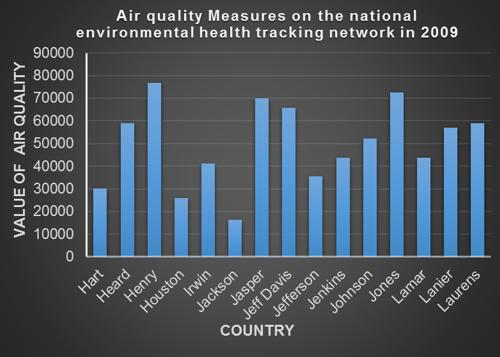 Air quality Measures on the national
environmental health tracking network in 2009
VALUE OF AIR QUALITY
90000
80000
70000
60000
50000
40000
30000
20000
10000
0
Hart
Heard
Henry
Houston
Irwin
Jackson
Jasper
Jeff Davis
Jefferson
Jenkins
Johnson
Jones
Lamar
Lanier
Laurens
COUNTRY